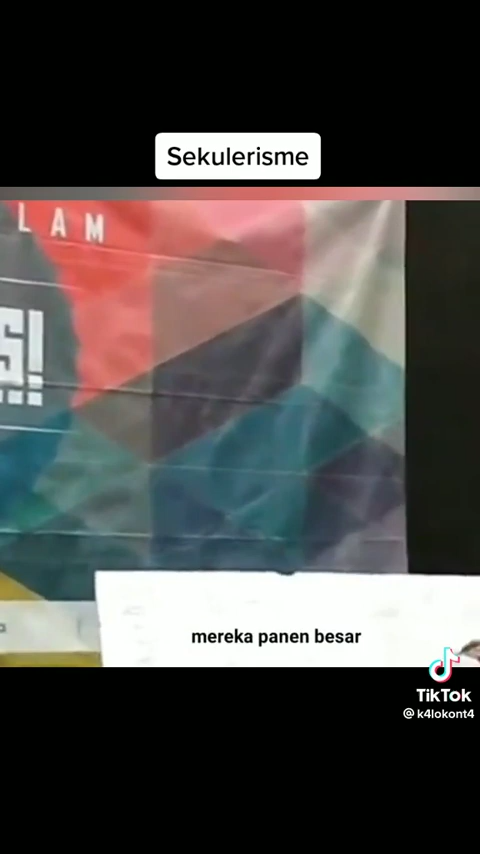 Sekulerisme
LAM
S!
mereka panen besar
TikTok
@k4lokont4